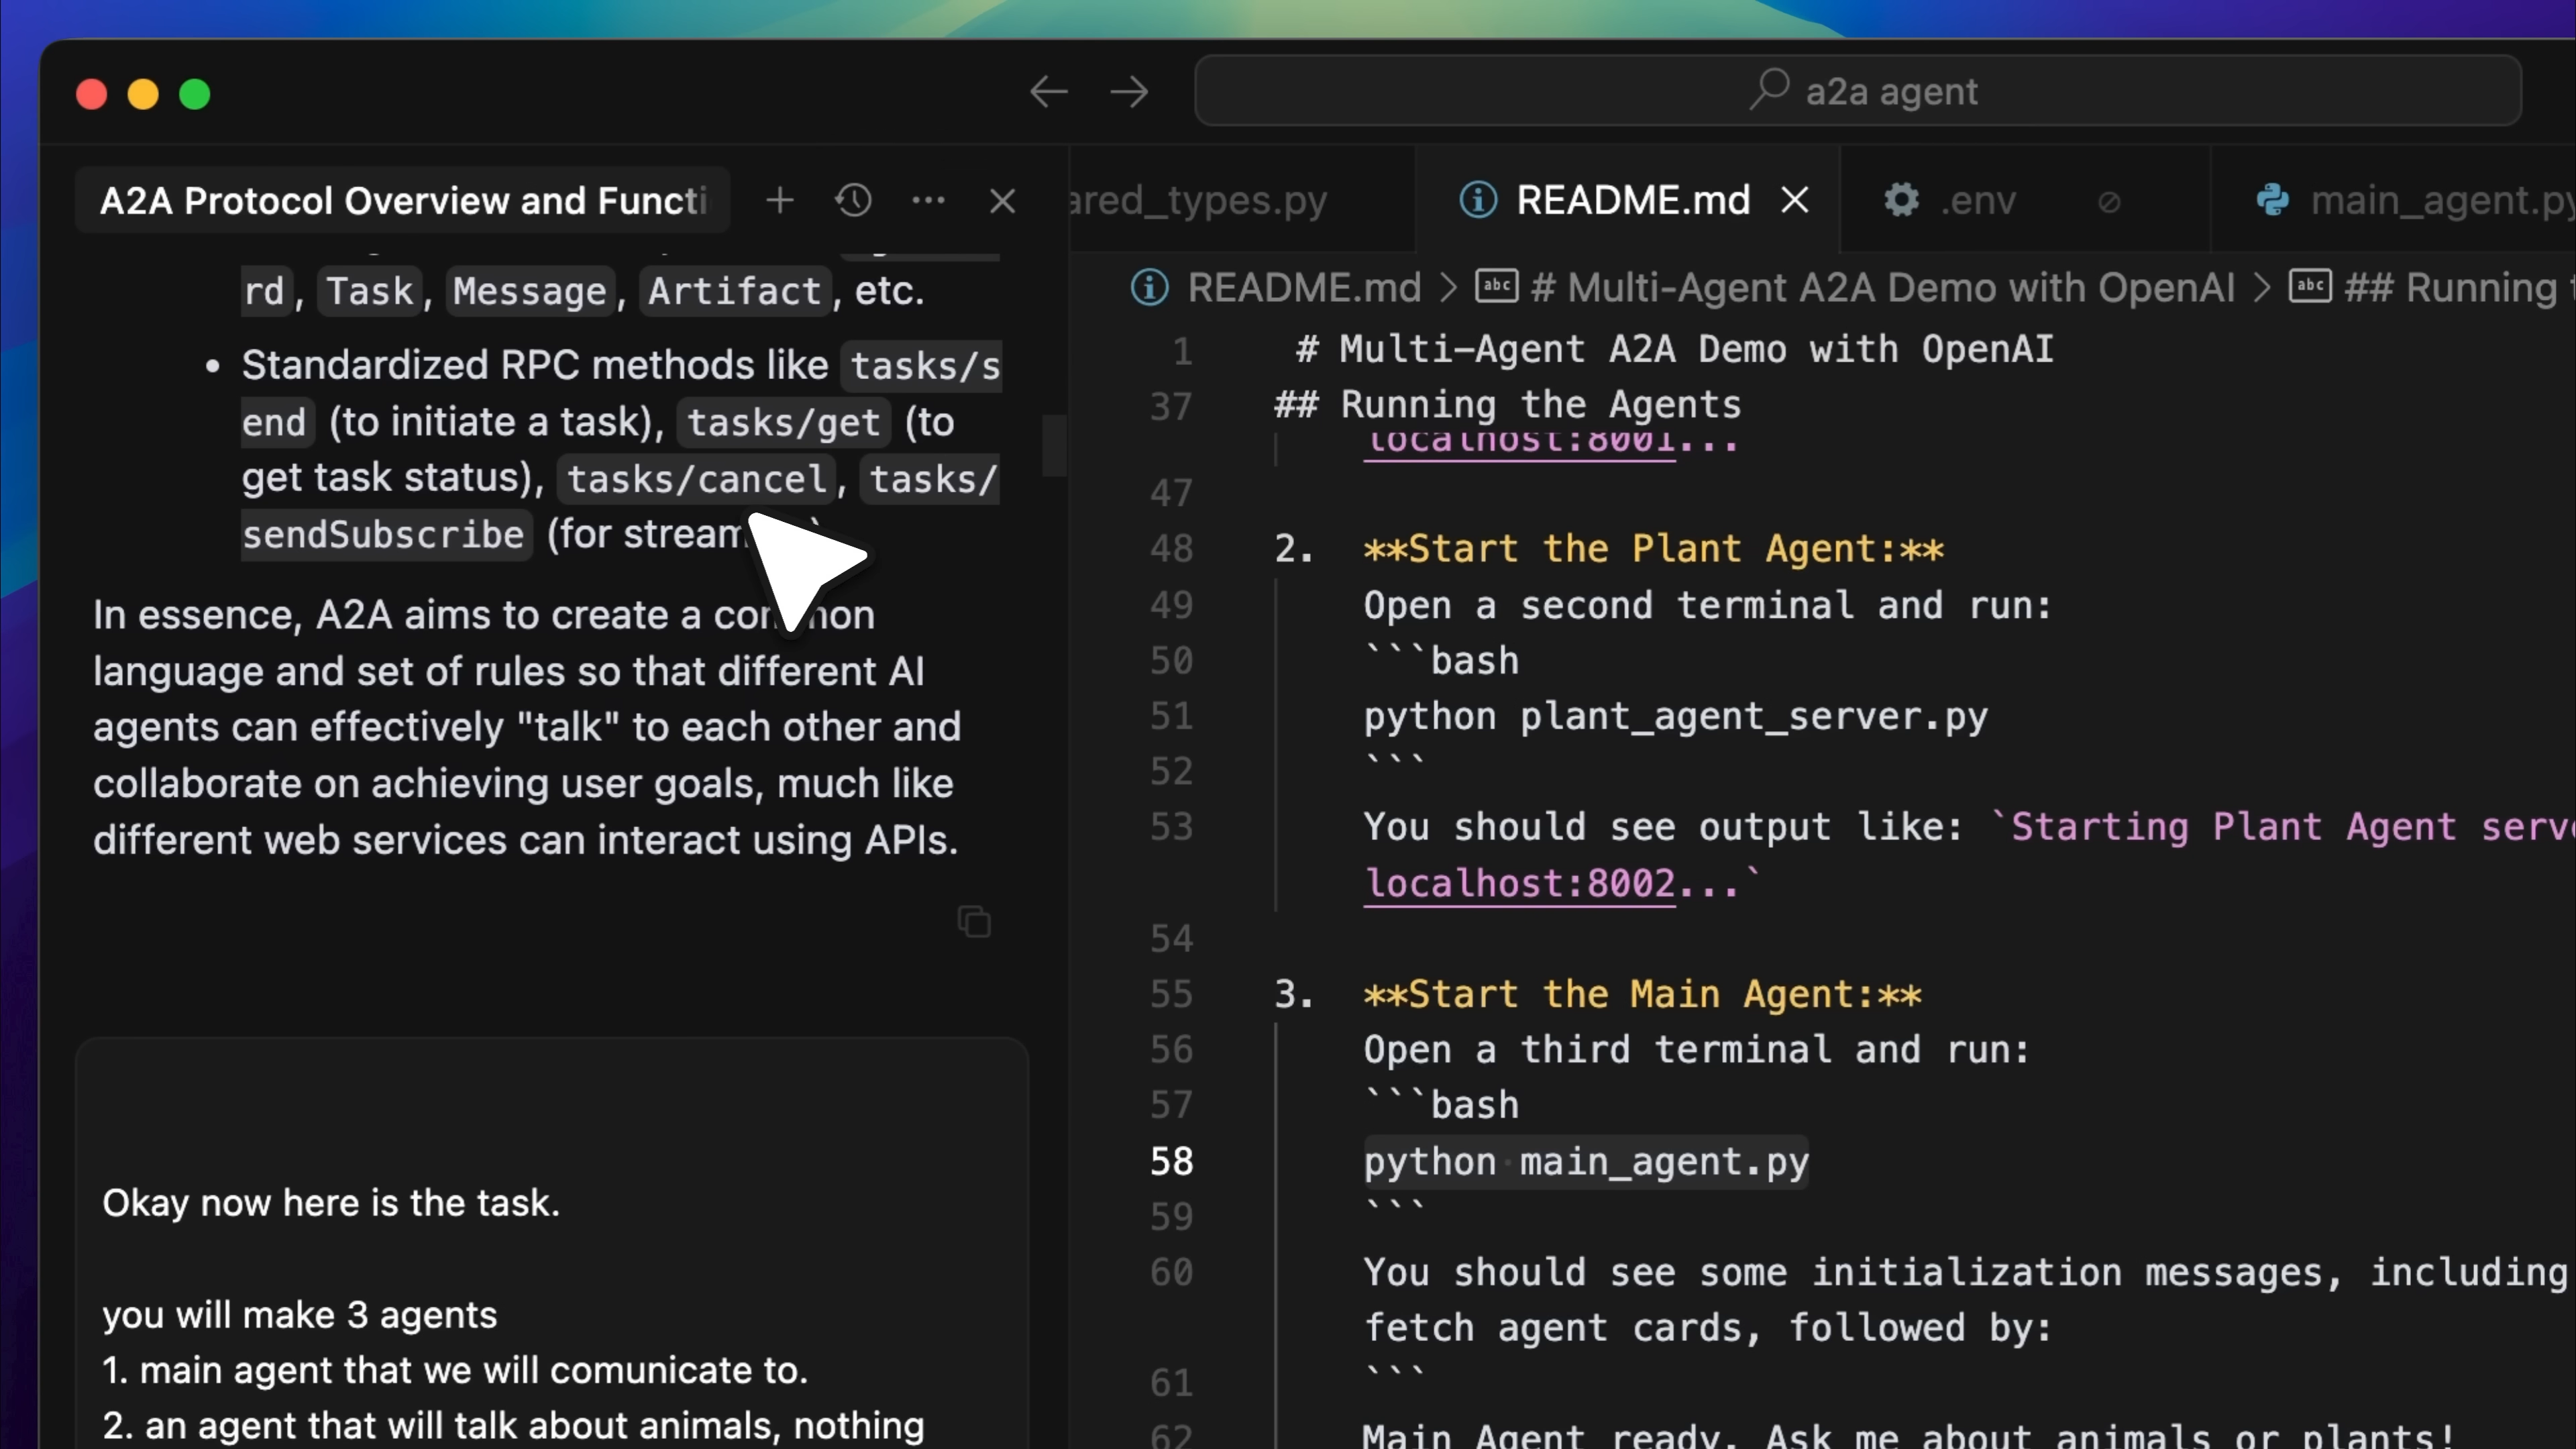 a2a agent
A2A Protocol Overview and Functi
rd, Task, Message, Artifact, etc.
• Standardized RPC methods like tasks/s
end (to initiate a task), tasks/get (to
get task status), tasks/cancel, tasks/
sendSubscribe (for stream
In essence, A2A aims to create a
language and set of rules so that different AI
agents can effectively "talk" to each other and
collaborate on achieving user goals, much like
different web services can interact using APIs.
Okay now here is the task.
you will make 3 agents
1. main agent that we will comunicate to.
2. an agent that will talk about animals, nothing
ared_types.py README.md .env main_agent.py
README.md > # Multi-Agent A2A Demo with OpenAI > ## Running
1 # Multi-Agent A2A Demo with OpenAI
37 ## Running the Agents
localhost:8001...
47
48 2. **Start the Plant Agent:**
49 Open a second terminal and run:
50 ```bash
51 python plant_agent_server.py
52 ```
53 You should see output like: `Starting Plant Agent serve
localhost:8002...`
54
55 3. **Start the Main Agent:**
56 Open a third terminal and run:
57 ```bash
58 python main_agent.py
59 ```
60 You should see some initialization messages, including
fetch agent cards, followed by:
61 ```
62 Main Agent ready. Ask me about animals or plants!